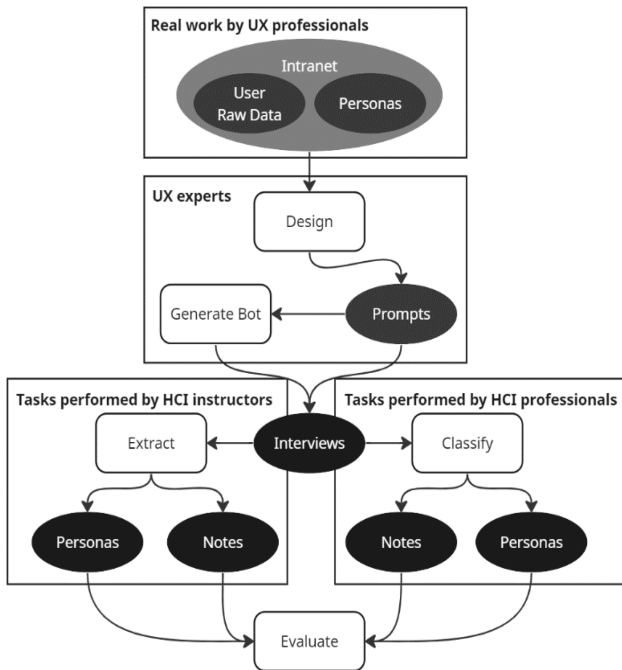 Real work by UX professionals
Intranet
User
Raw Data
Personas
UX experts
Design
Generate Bot
Prompts
Tasks performed by HCI instructors
Tasks performed by HCI professionals
Extract
Interviews
Classify
Personas
Notes
Notes
Personas
Evaluate